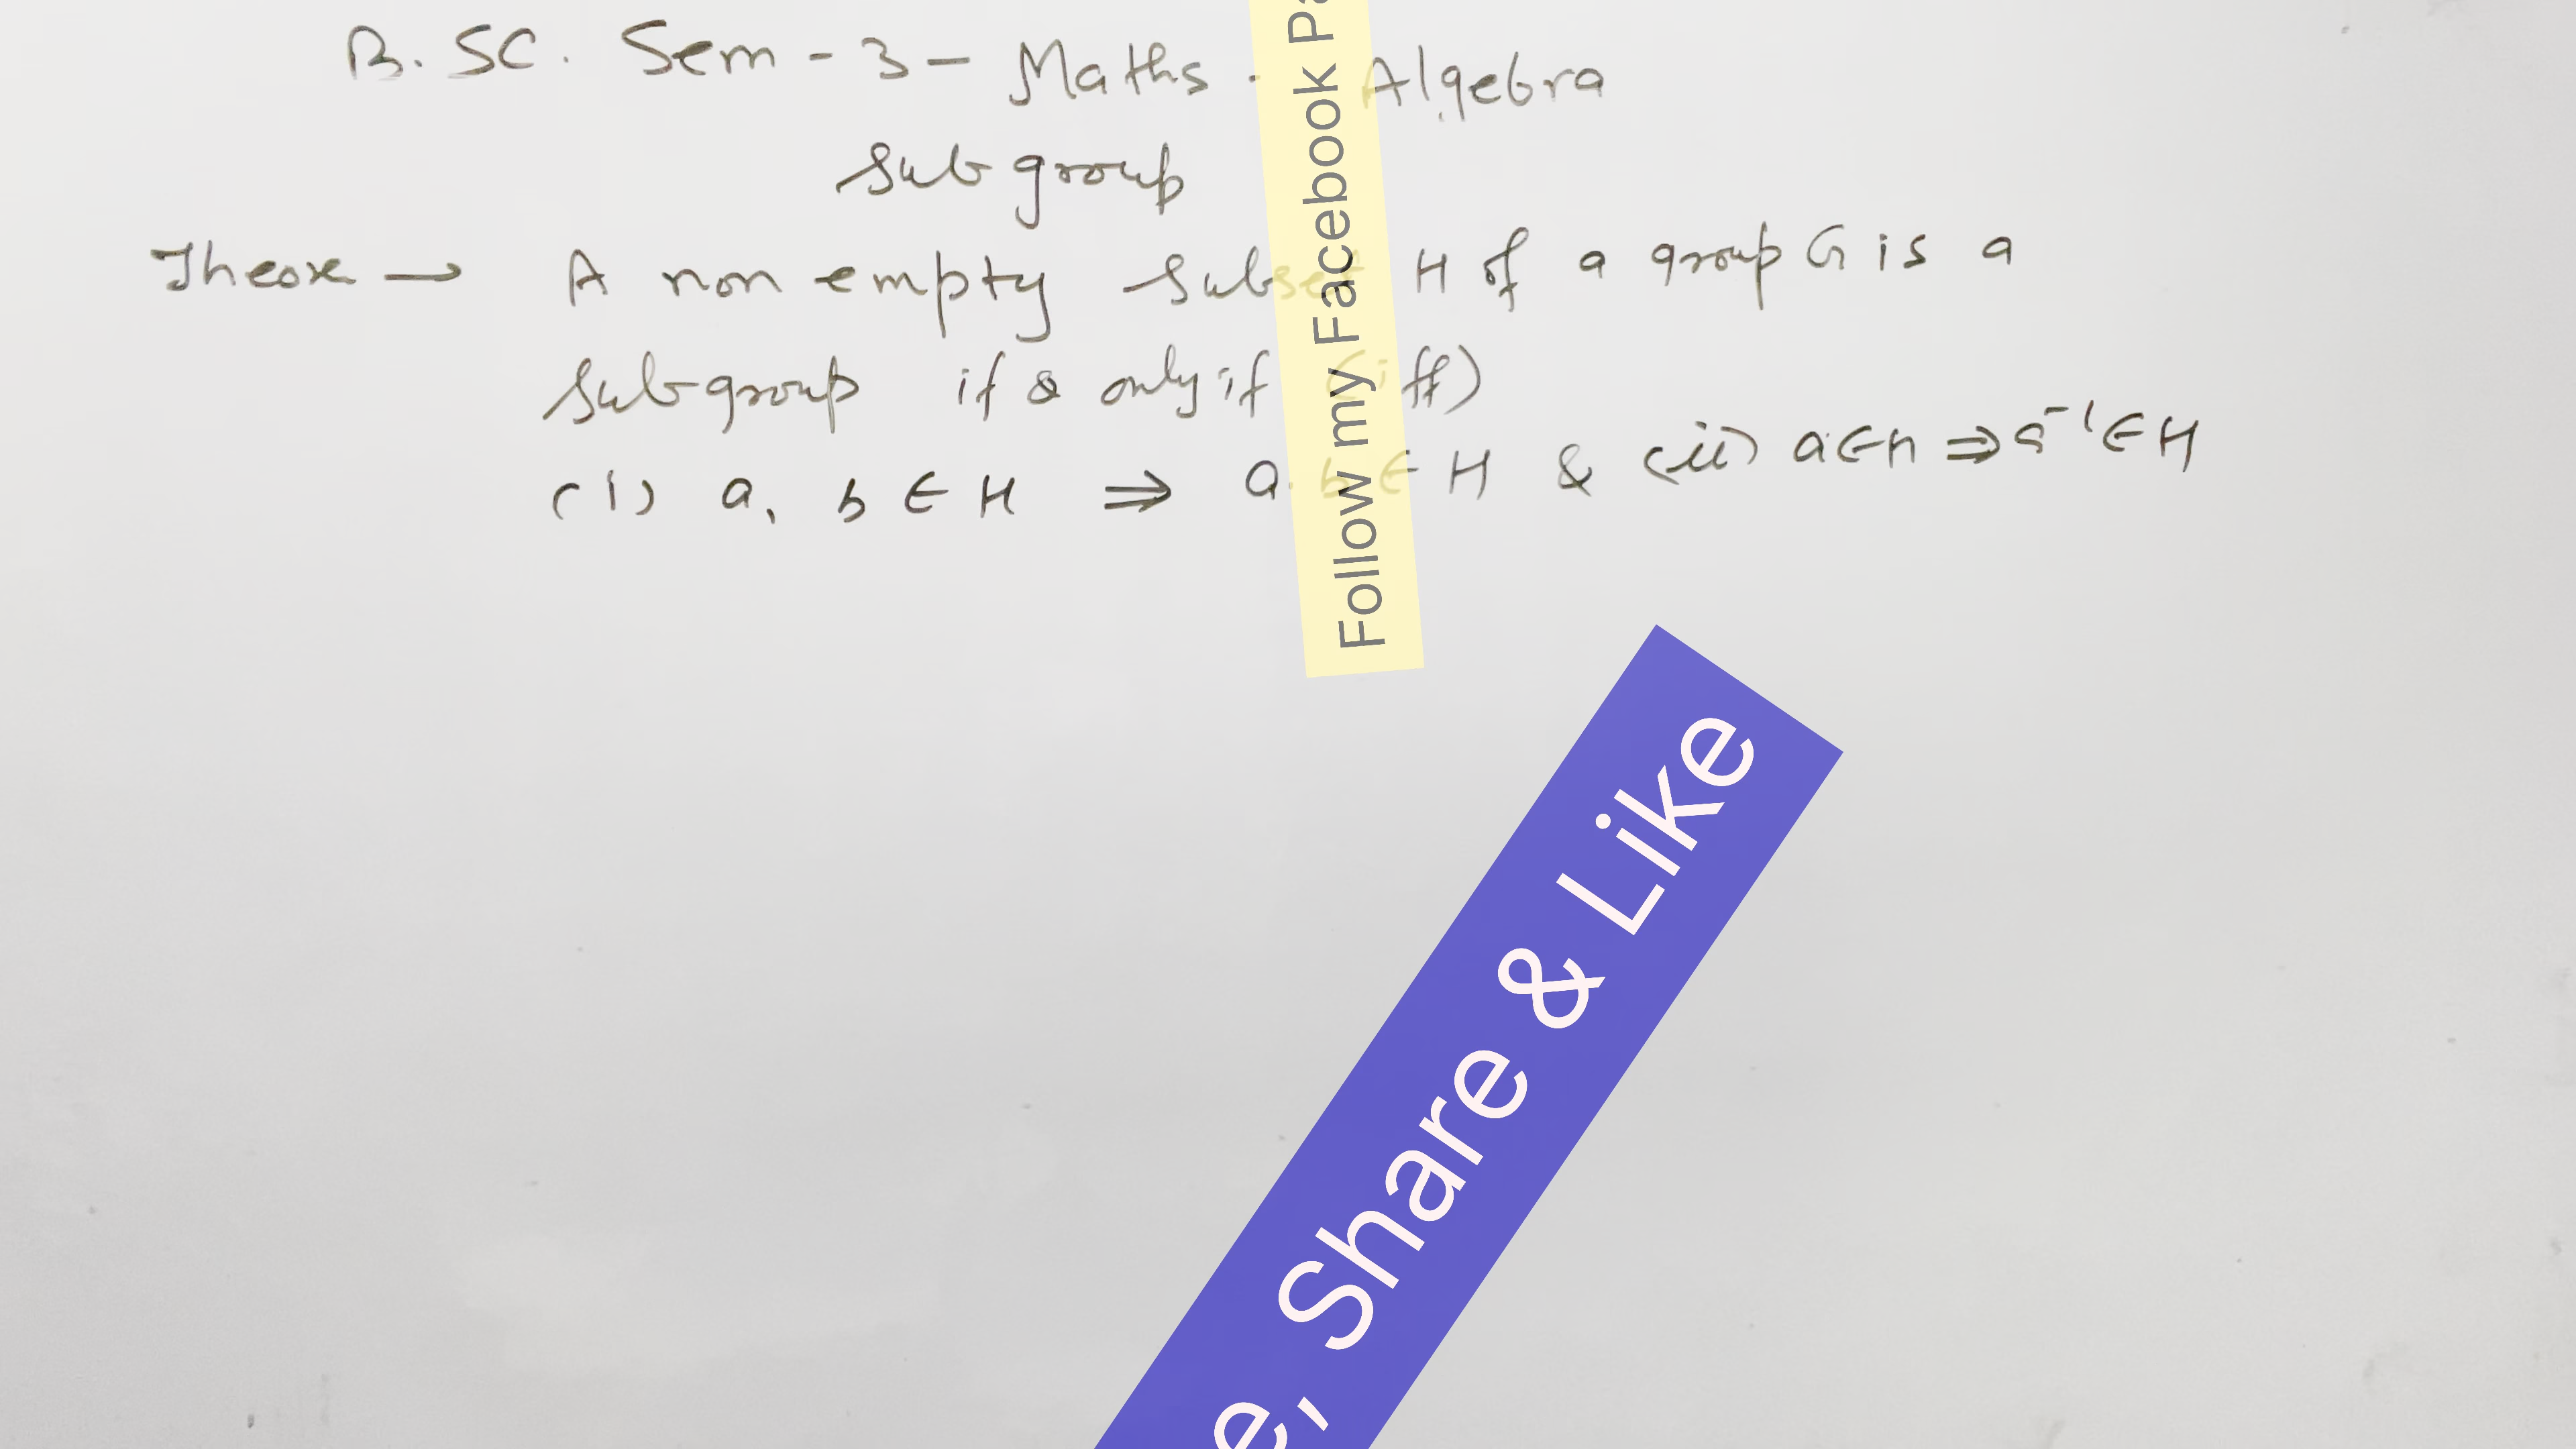 B. SC. Sem - 3 - Maths. Algebra
Sub group
Theore → A non empty subset H of a group G is a
Subgroup if & only if (iff)
(i) a, b ∈ H ⇒ a.b ∈ H & (ii) a ∈ H ⇒ a⁻¹ ∈ H
Follow my Facebook Pa
e, Share & Like